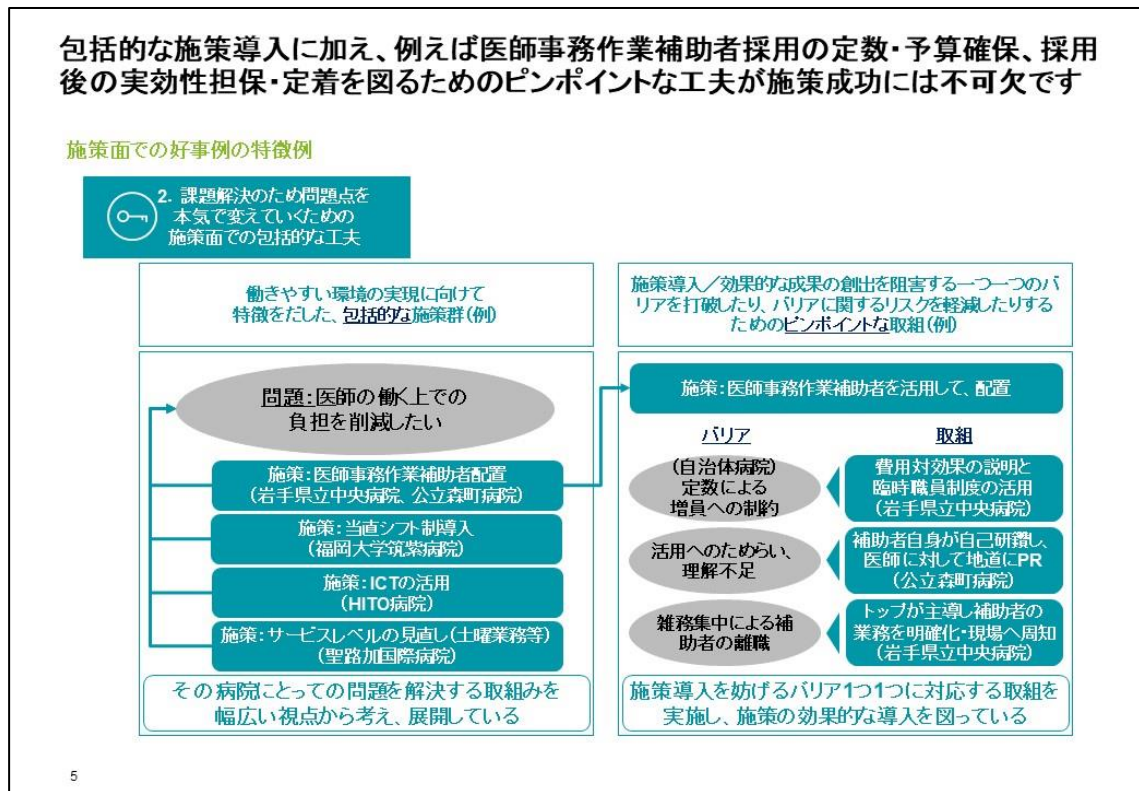 包括的な施策導入に加え、例えば医師事務作業補助者採用の定数・予算確保、採用
後の実効性担保・定着を図るためのピンポイントな工夫が施策成功には不可欠です
施策面での好事例の特徴例
2. 課題解決のため問題点を
本気で変えていくための
施策面での包括的な工夫
働きやすい環境の実現に向けて
特徴をだした、包括的な施策群(例)
問題:医師の働く上での
負担を削減したい
施策:医師事務作業補助者配置
(岩手県立中央病院、公立森町病院)
施策:当直シフト制導入
(福岡大学筑紫病院)
施策:ICTの活用
(HITO病院)
施策:サービスレベルの見直し(土曜業務等)
(聖路加国際病院)
その病院にとっての問題を解決する取組みを
幅広い視点から考え、展開している
施策導入/効果的な成果の創出を阻害する一つ一つのバ
リアを打破したり、バリアに関するリスクを軽減したりする
ためのピンポイントな取組(例)
施策:医師事務作業補助者を活用して、配置
バリア
取組
(自治体病院)
定数による
増員への制約
費用対効果の説明と
臨時職員制度の活用
(岩手県立中央病院)
活用へのためらい、
理解不足
補助者自身が自己研鑽し、
医師に対して地道にPR
(公立森町病院)
雑務集中による補
助者の離職
トップが主導し補助者の
業務を明確化・現場へ周知
(岩手県立中央病院)
施策導入を妨げるバリア1つ1つに対応する取組を
実施し、施策の効果的な導入を図っている
5